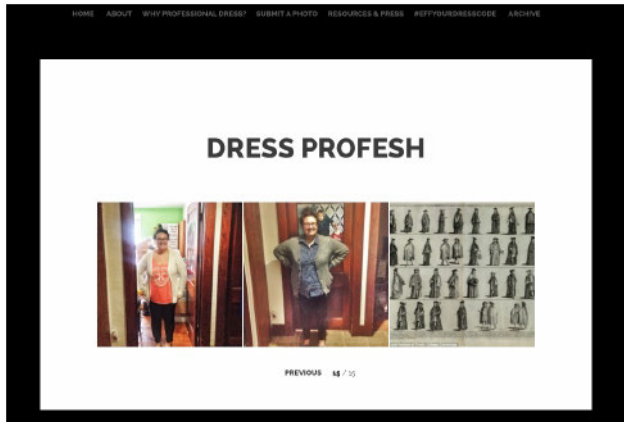 HOME ABOUT WHY PROFESSIONAL DRESS? SUBMIT A PHOTO RESOURCES & PRESS #EFFYOURDRESSCODE ARCHIVE
DRESS PROFESH
PREVIOUS 15 / 15